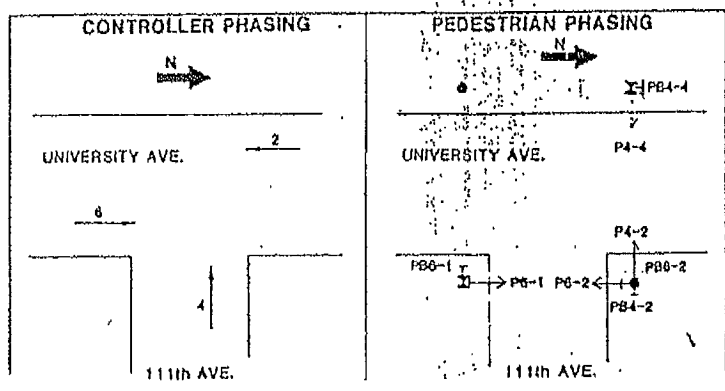 CONTROLLER PHASING
N
2
UNIVERSITY AVE.
6
4
111th AVE.
PEDESTRIAN PHASING
N
PB4-4
UNIVERSITY AVE.
P4-4
P4-2
PB6-1
P6-1
P6-2
PB6-2
PB4-2
111th AVE.